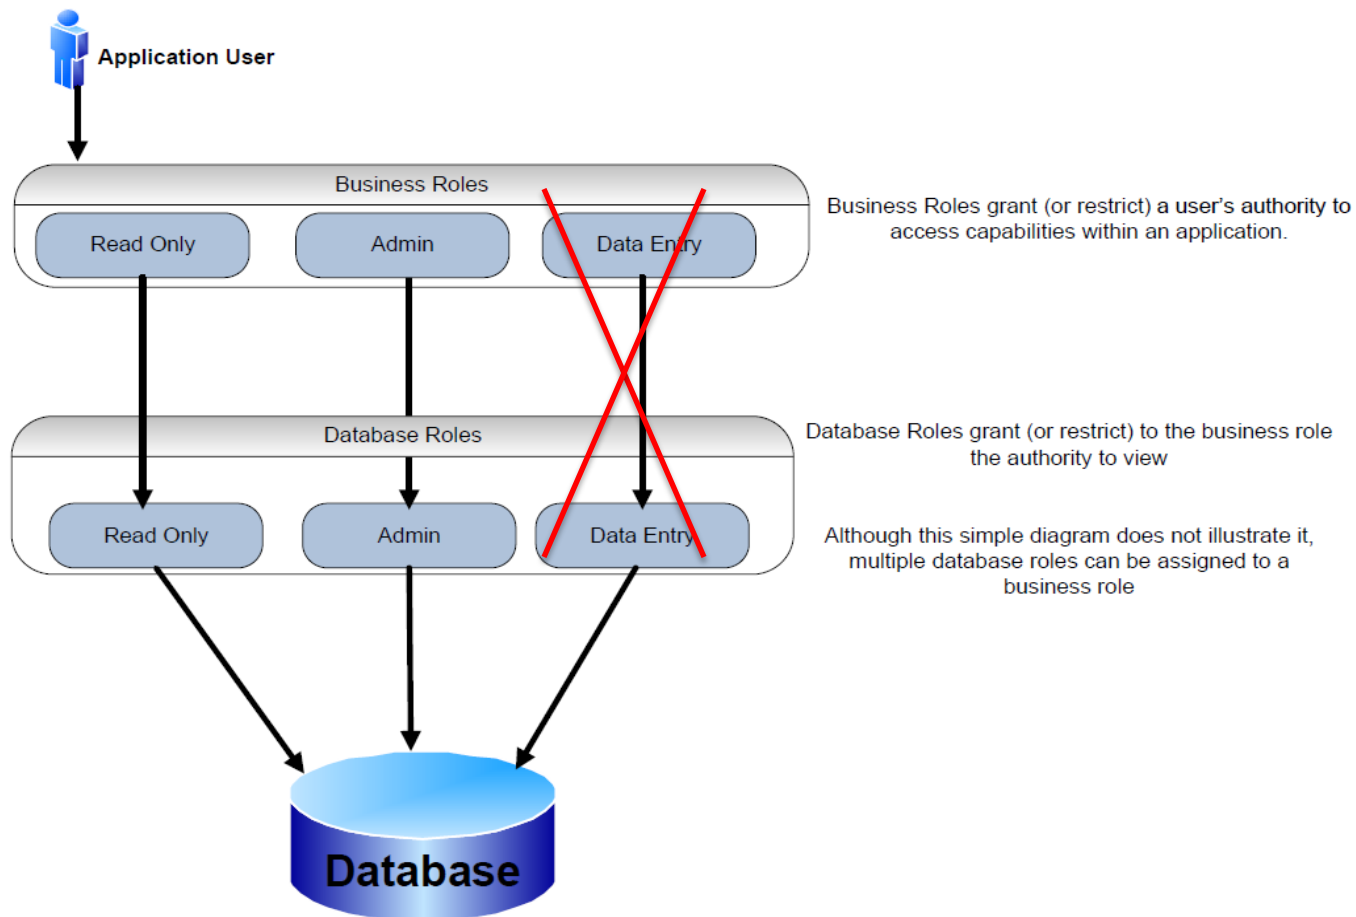 Application User
Business Roles
Read Only
Admin
Data Entry
Business Roles grant (or restrict) a user's authority to
access capabilities within an application.
Database Roles
Database Roles grant (or restrict) to the business role
the authority to view
Read Only
Admin
Data Entry
Although this simple diagram does not illustrate it,
multiple database roles can be assigned to a
business role
Database